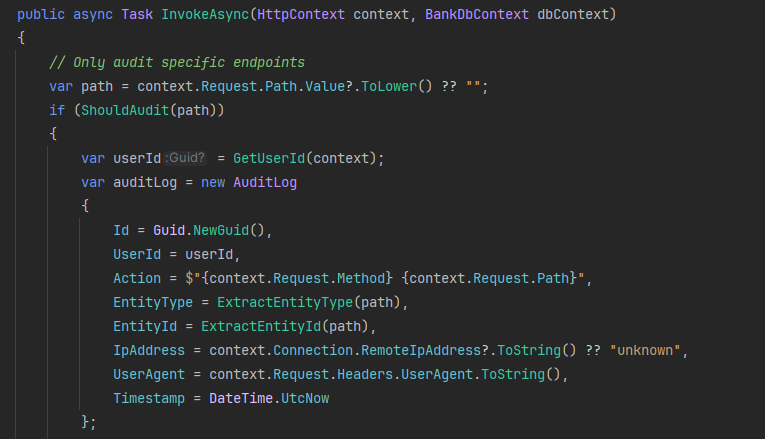 public async Task InvokeAsync(HttpContext context, BankDbContext dbContext)
{
    // Only audit specific endpoints
    var path = context.Request.Path.Value?.ToLower() ?? "";
    if (ShouldAudit(path))
    {
        var userId :Guid? = GetUserId(context);
        var auditLog = new AuditLog
        {
            Id = Guid.NewGuid(),
            UserId = userId,
            Action = $"{context.Request.Method} {context.Request.Path}",
            EntityType = ExtractEntityType(path),
            EntityId = ExtractEntityId(path),
            IpAddress = context.Connection.RemoteIpAddress?.ToString() ?? "unknown",
            UserAgent = context.Request.Headers.UserAgent.ToString(),
            Timestamp = DateTime.UtcNow
        };